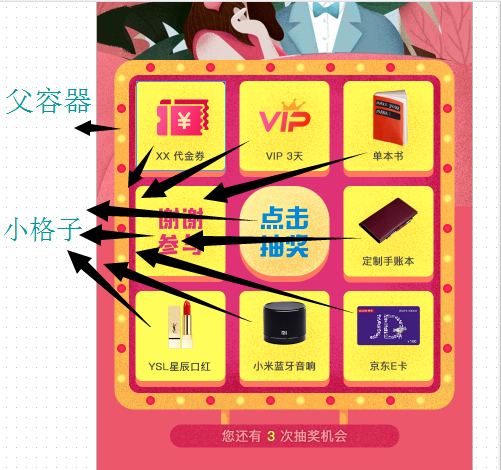 父容器
¥
XX 代金券
VIP
VIP 3天
单本书
小格子
谢谢
参与
点击
抽奖
定制手账本
YSL星辰口红
小米蓝牙音响
京东E卡
您还有 3 次抽奖机会